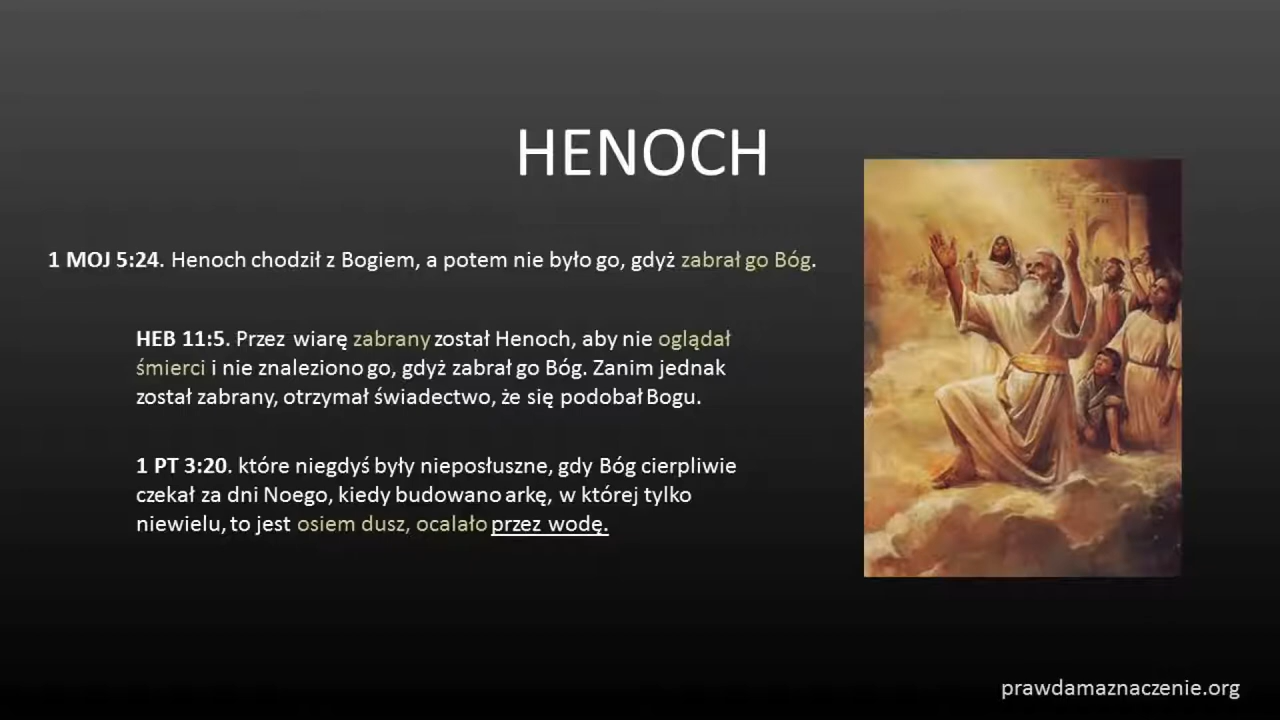 HENOCH
1 MOJ 5:24. Henoch chodził z Bogiem, a potem nie było go, gdyż zabrał go Bóg.
HEB 11:5. Przez wiarę zabrany został Henoch, aby nie oglądał
śmierci i nie znaleziono go, gdyż zabrał go Bóg. Zanim jednak
został zabrany, otrzymał świadectwo, że się podobał Bogu.
1 PT 3:20. które niegdyś były nieposłuszne, gdy Bóg cierpliwie
czekał za dni Noego, kiedy budowano arkę, w której tylko
niewielu, to jest osiem dusz, ocalało przez wodę.
prawdamaznaczenie.org